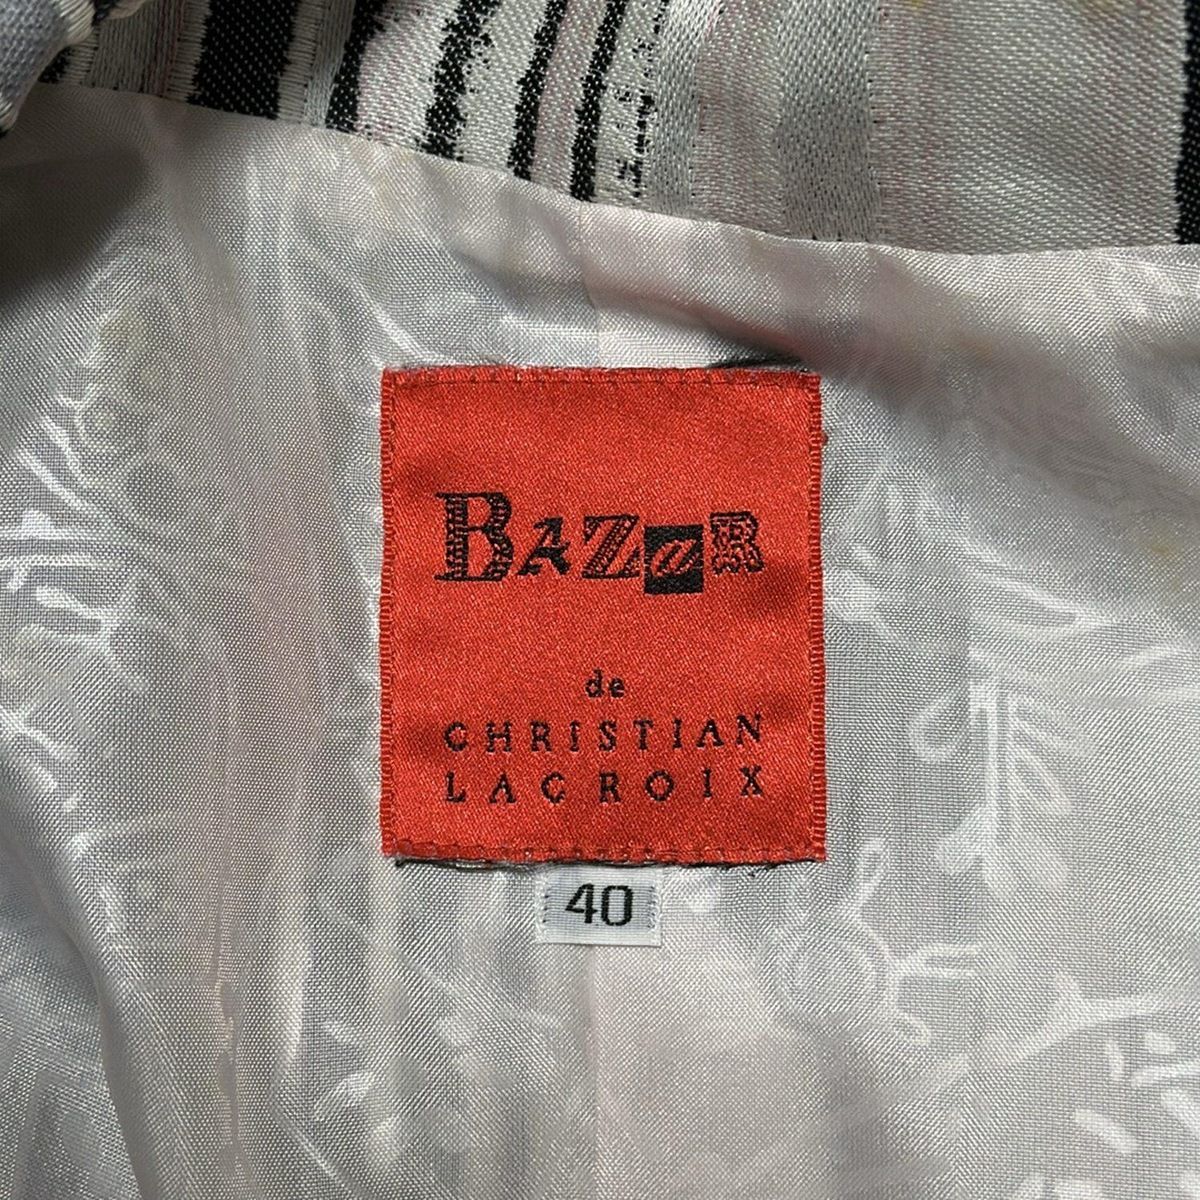 BAZaR
de
CHRISTIAN
LACROIX
40